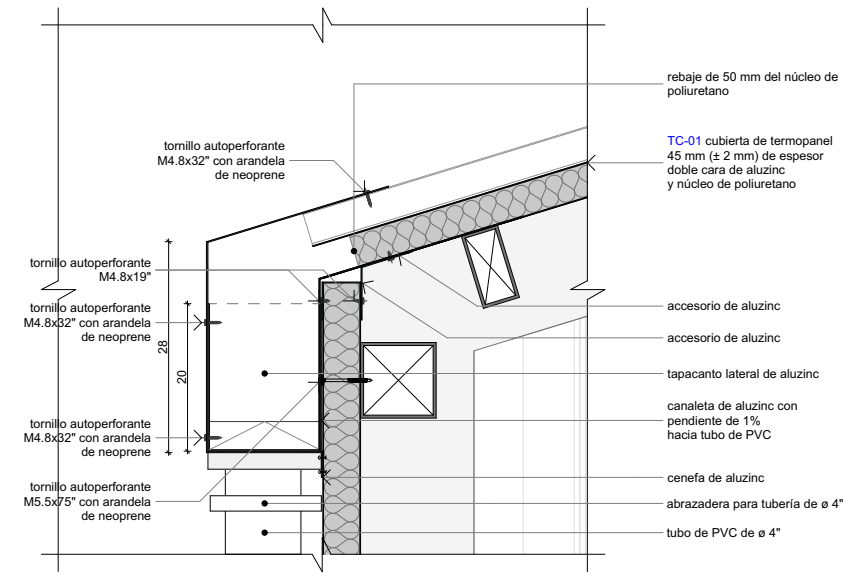 rebaje de 50 mm del núcleo de
poliuretano
TC-01 cubierta de termopanel
45 mm (± 2 mm) de espesor
doble cara de aluzinc
y núcleo de poliuretano
tornillo autoperforante
M4.8x32" con arandela
de neoprene
tornillo autoperforante
M4.8x19"
tornillo autoperforante
M4.8x32" con arandela
de neoprene
28
20
tornillo autoperforante
M4.8x32" con arandela
de neoprene
tornillo autoperforante
M5.5x75" con arandela
de neoprene
accesorio de aluzinc
accesorio de aluzinc
tapacanto lateral de aluzinc
canaleta de aluzinc con
pendiente de 1%
hacia tubo de PVC
cenefa de aluzinc
abrazadera para tubería de ø 4"
tubo de PVC de ø 4"